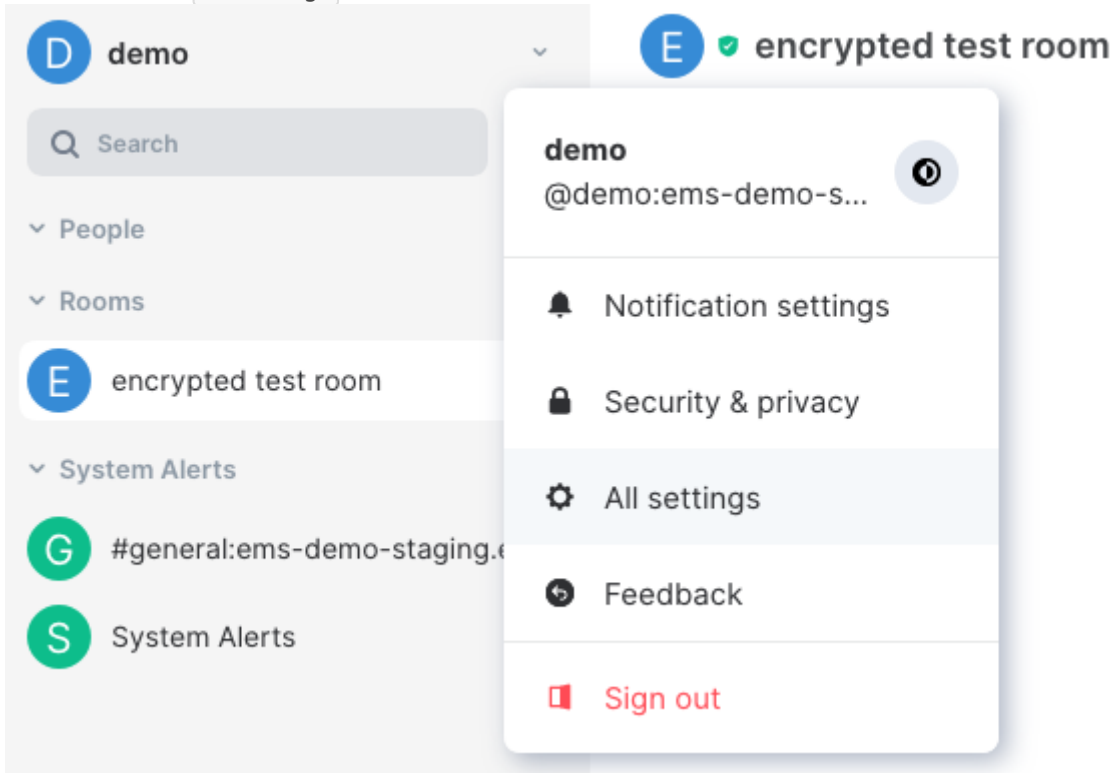 D demo
Search
People
Rooms
E encrypted test room
System Alerts
G #general:ems-demo-staging.
S System Alerts
E encrypted test room
demo
@demo:ems-demo-s...
Notification settings
Security & privacy
All settings
Feedback
Sign out